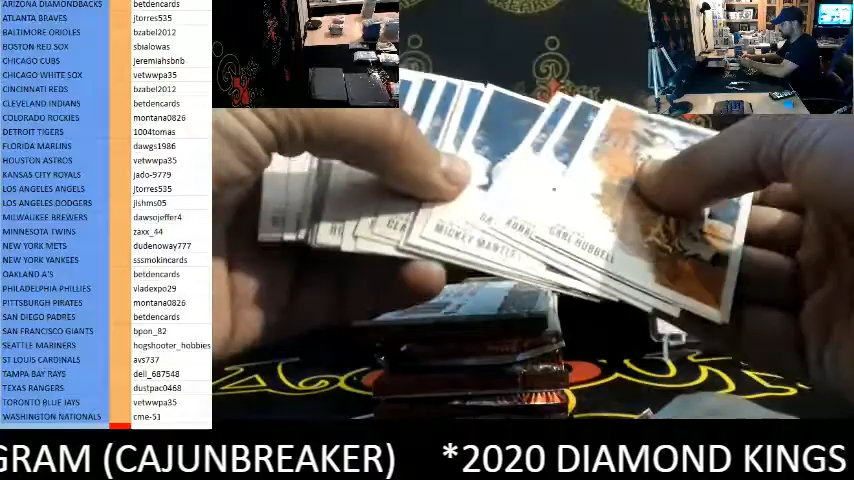 ARIZONA DIAMONDBACKS betdencards
ATLANTA BRAVES jtorres535
BALTIMORE ORIOLES bzabel2012
BOSTON RED SOX sbialowas
CHICAGO CUBS jeremiahsbnb
CHICAGO WHITE SOX vetwwpa35
CINCINNATI REDS bzabel2012
CLEVELAND INDIANS betdencards
COLORADO ROCKIES montana0826
DETROIT TIGERS 1004tomas
FLORIDA MARLINS dawgs1986
HOUSTON ASTROS vetwwpa35
KANSAS CITY ROYALS jado-9779
LOS ANGELES ANGELS jtorres535
LOS ANGELES DODGERS jishms05
MILWAUKEE BREWERS dawsojeffer4
MINNESOTA TWINS zaxx_44
NEW YORK METS dudenoway777
NEW YORK YANKEES sssmokincards
OAKLAND A'S betdencards
PHILADELPHIA PHILLIES vladexpo29
PITTSBURGH PIRATES montana0826
SAN DIEGO PADRES betdencards
SAN FRANCISCO GIANTS bpon_82
SEATTLE MARINERS hogshooter_hobbies
ST LOUIS CARDINALS avs737
TAMPA BAY RAYS dell_687548
TEXAS RANGERS dustpac0468
TORONTO BLUE JAYS vetwwpa35
WASHINGTON NATIONALS cme-51
MICKEY MANTLE
CARL HUBBELL
GRAM (CAJUNBREAKER) *2020 DIAMOND KINGS